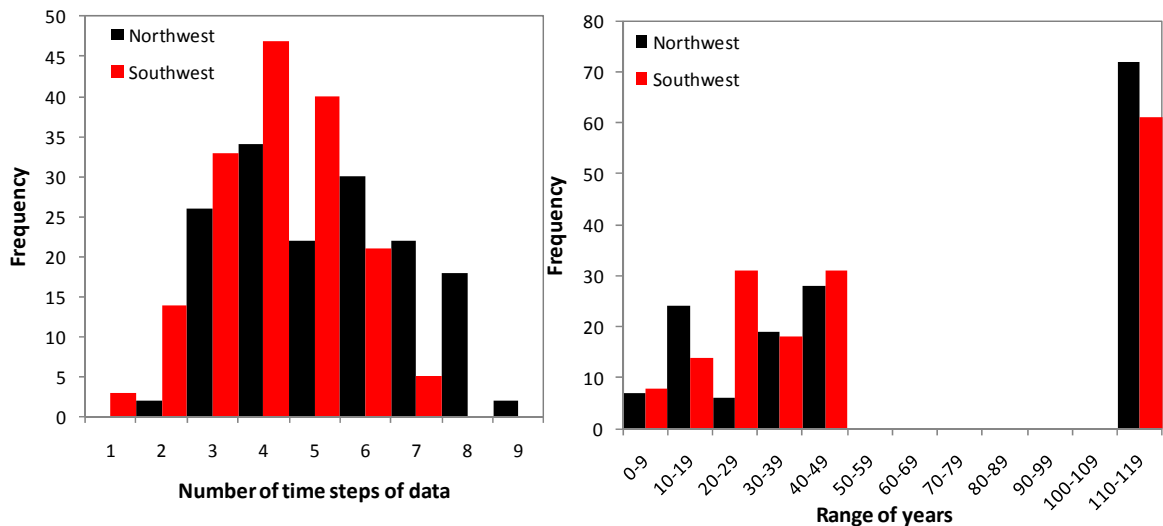 50
45
40
35
30
25
20
15
10
5
0
Frequency
Northwest
Southwest
1 2 3 4 5 6 7 8 9
Number of time steps of data
80
70
60
50
40
30
20
10
0
Frequency
Northwest
Southwest
0-9 10-19 20-29 30-39 40-49 50-59 60-69 70-79 80-89 90-99 100-109 110-119
Range of years